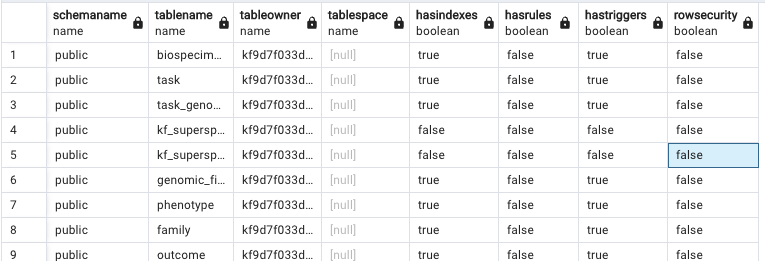 schemaname tablename tableowner tablespace hasindexes hasrules hastriggers rowsecurity
name name name name boolean boolean boolean boolean
1 public biospecim... kf9d7f033d... [null] true false true false
2 public task kf9d7f033d... [null] true false true false
3 public task_geno... kf9d7f033d... [null] true false true false
4 public kf_supersp... kf9d7f033d... [null] false false false false
5 public kf_supersp... kf9d7f033d... [null] false false false false
6 public genomic_fi... kf9d7f033d... [null] true false true false
7 public phenotype kf9d7f033d... [null] true false true false
8 public family kf9d7f033d... [null] true false true false
9 public outcome kf9d7f033d... [null] true false true false